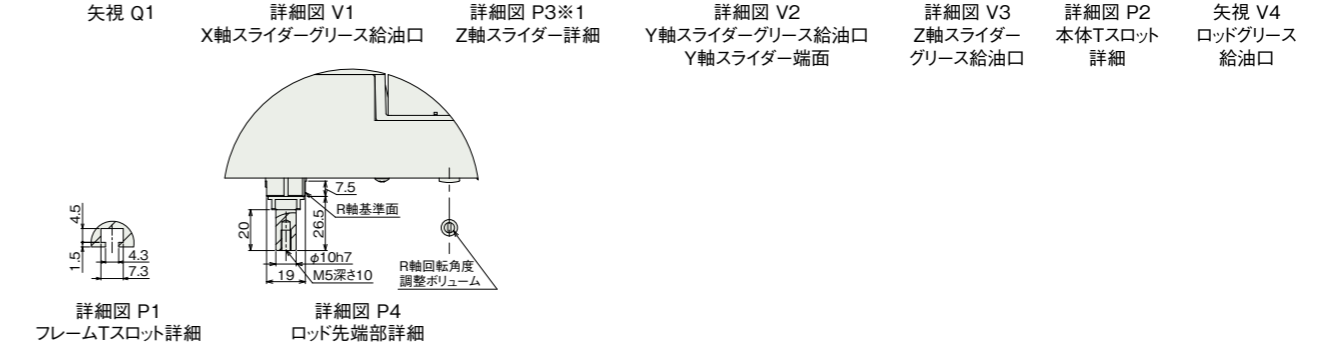 矢視 Q1
詳細図 V1
X軸スライダーグリース給油口
詳細図 P3※1
Z軸スライダー詳細
詳細図 V2
Y軸スライダーグリース給油口
Y軸スライダー端面
詳細図 V3
Z軸スライダー
グリース給油口
詳細図 P2
本体Tスロット
詳細
矢視 V4
ロッドグリース
給油口
4.5
1.5
4.3
7.3
詳細図 P1
フレームTスロット詳細
7.5
R軸基準面
26.5
20
φ10h7
19
M5深さ10
R軸回転角度
調整ボリューム
詳細図 P4
ロッド先端部詳細